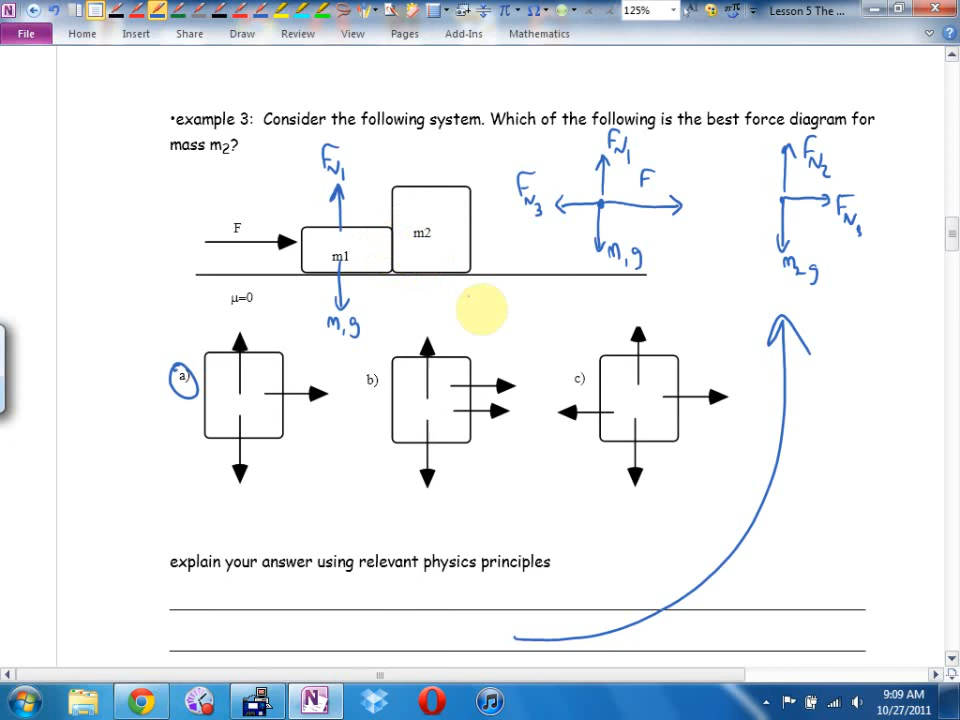 125%
Lesson 5 The ...
File Home Insert Share Draw Review View Pages Add-Ins Mathematics
•example 3: Consider the following system. Which of the following is the best force diagram for
mass m2?
FN1
FN1
F
FN3
m1g
FN2
FN3
m2g
F
m2
m1
μ=0
m1g
a)
b)
c)
explain your answer using relevant physics principles
9:09 AM
10/27/2011